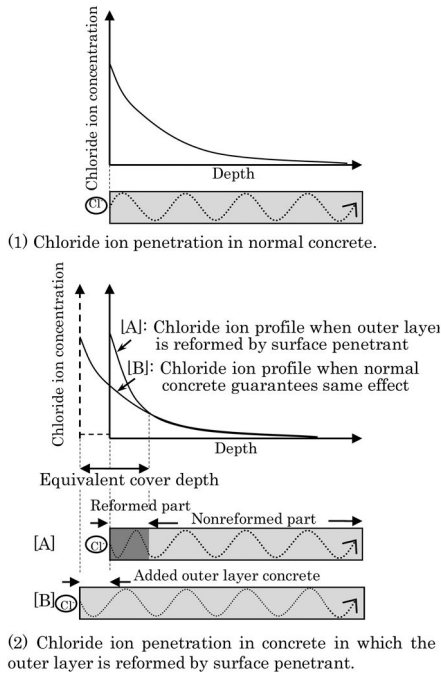 Chloride ion concentration
Depth
Cl
(1) Chloride ion penetration in normal concrete.
Chloride ion concentration
[A]: Chloride ion profile when outer layer
is reformed by surface penetrant
[B]: Chloride ion profile when normal
concrete guarantees same effect
Depth
Equivalent cover depth
Reformed part
Nonreformed part
[A]
Cl
Added outer layer concrete
[B]
Cl
(2) Chloride ion penetration in concrete in which the
outer layer is reformed by surface penetrant.